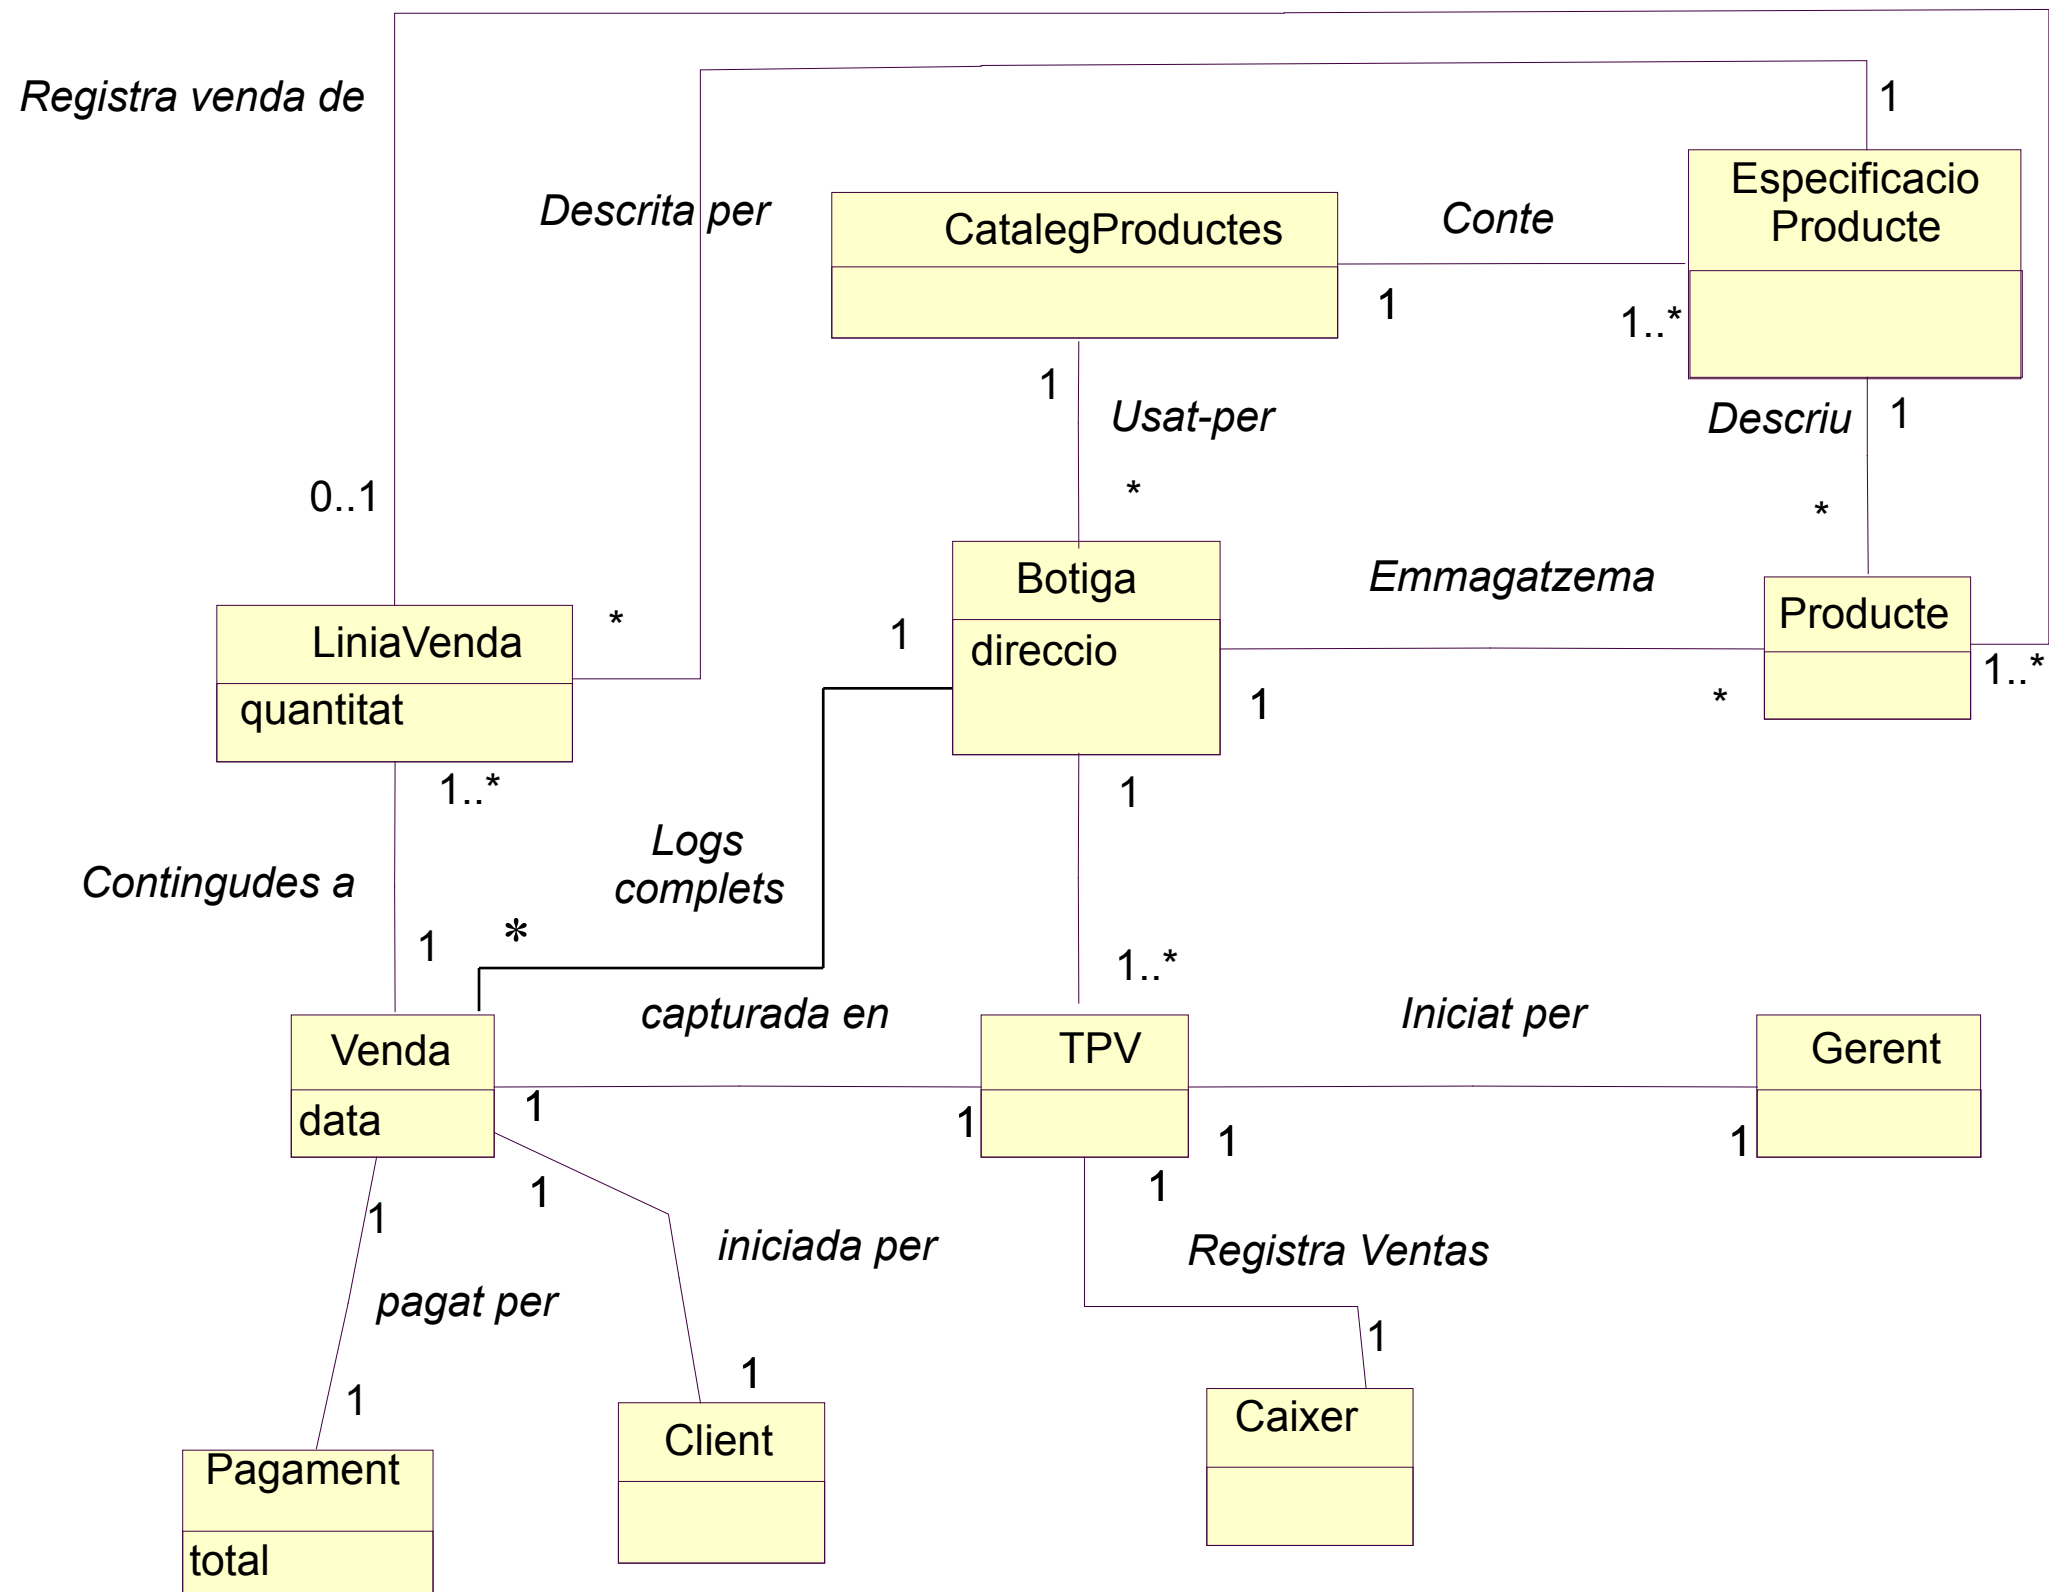 Registra venda de
1
Descrita per
CatalegProductes
Conte
Especificacio
Producte
1
1..*
1
Usat-per
Descriu
1
0..1
*
*
LiniaVenda
quantitat
*
1
Botiga
direccio
Emmagatzema
Producte
1..*
1
*
1..*
1
Logs
complets
Contingudes a
1
*
1..*
capturada en
Iniciat per
Venda
data
TPV
Gerent
1
1
1
1
1
1
1
iniciada per
Registra Ventas
pagat per
1
1
1
Pagament
total
Client
Caixer